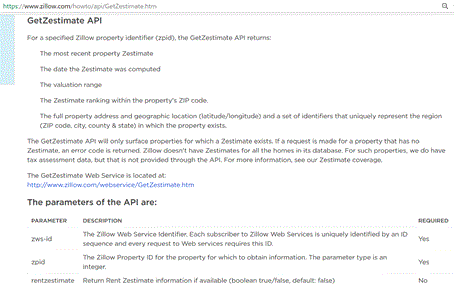 https://www.zillow.com/howto/api/GetZestimate.htm
GetZestimate API
For a specified Zillow property identifier (zpid), the GetZestimate API returns:
The most recent property Zestimate
The date the Zestimate was computed
The valuation range
The Zestimate ranking within the property's ZIP code.
The full property address and geographic location (latitude/longitude) and a set of identifiers that uniquely represent the region
(ZIP code, city, county & state) in which the property exists.
The GetZestimate API will only surface properties for which a Zestimate exists. If a request is made for a property that has no
Zestimate, an error code is returned. Zillow doesn't have Zestimates for all the homes in its database. For such properties, we do have
tax assessment data, but that is not provided through the API. For more information, see our Zestimate coverage.
The GetZestimate Web Service is located at:
http://www.zillow.com/webservice/GetZestimate.htm
The parameters of the API are:
PARAMETER DESCRIPTION REQUIRED
zws-id The Zillow Web Service Identifier. Each subscriber to Zillow Web Services is uniquely identified by an ID
sequence and every request to Web services requires this ID. Yes
zpid The Zillow Property ID for the property for which to obtain information. The parameter type is an
integer. Yes
rentzestimate Return Rent Zestimate information if available (boolean true/false, default: false) No